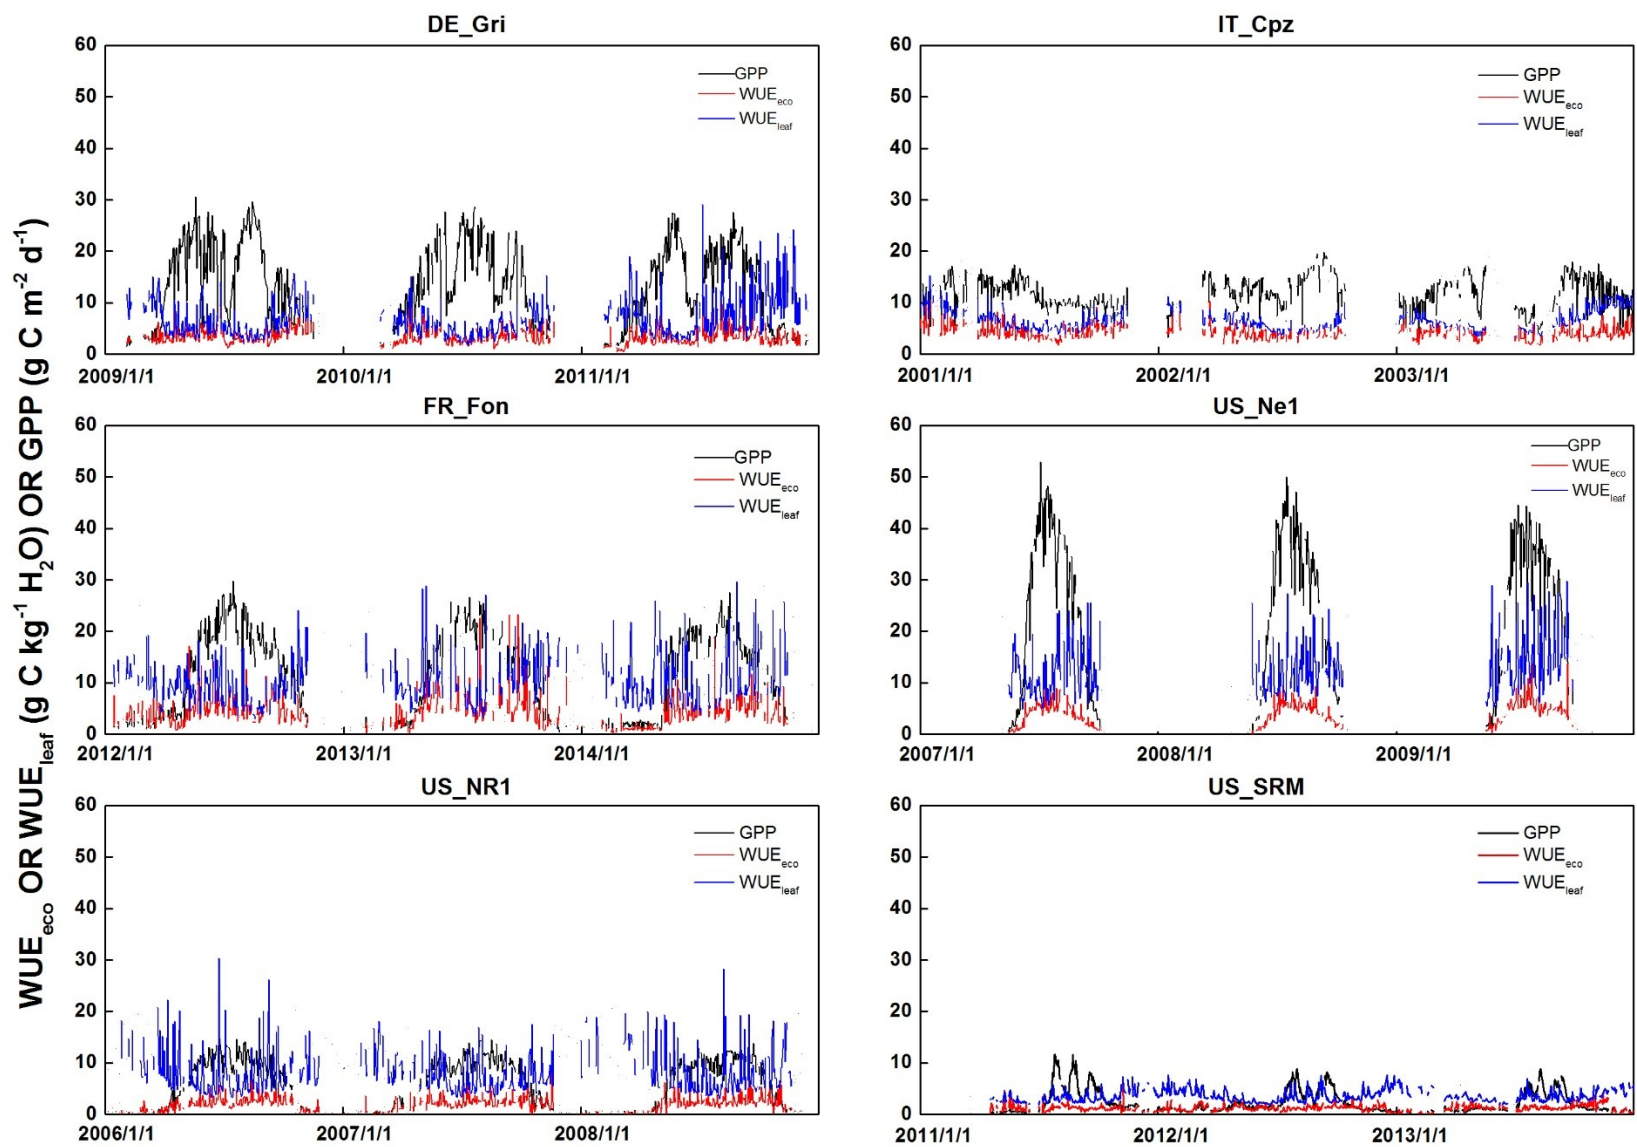 WUEeco OR WUEleaf (g C kg-1 H2O) OR GPP (g C m-2 d-1)
DE_Gri
60
50
40
30
20
10
0
GPP
WUEeco
WUEleaf
2009/1/1 2010/1/1 2011/1/1
IT_Cpz
60
50
40
30
20
10
0
GPP
WUEeco
WUEleaf
2001/1/1 2002/1/1 2003/1/1
FR_Fon
60
50
40
30
20
10
0
GPP
WUEeco
WUEleaf
2012/1/1 2013/1/1 2014/1/1
US_Ne1
60
50
40
30
20
10
0
GPP
WUEeco
WUEleaf
2007/1/1 2008/1/1 2009/1/1
US_NR1
60
50
40
30
20
10
0
GPP
WUEeco
WUEleaf
2006/1/1 2007/1/1 2008/1/1
US_SRM
60
50
40
30
20
10
0
GPP
WUEeco
WUEleaf
2011/1/1 2012/1/1 2013/1/1